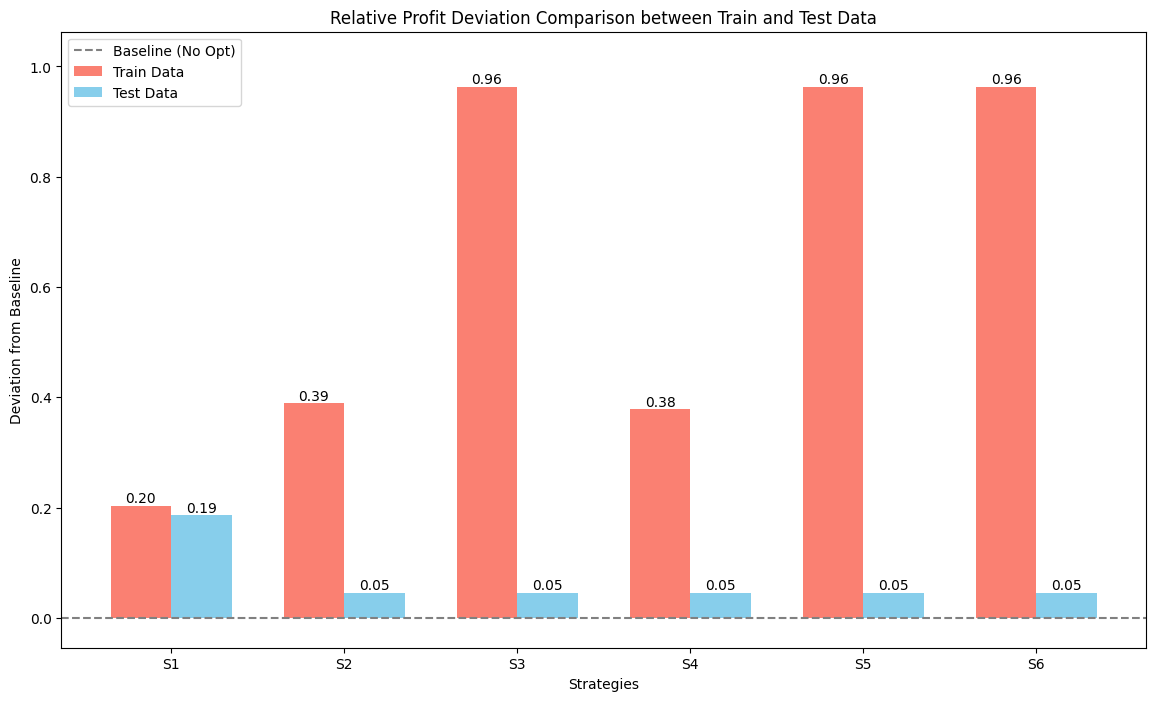 Relative Profit Deviation Comparison between Train and Test Data
Baseline (No Opt)
Train Data
Test Data
Deviation from Baseline
1.0
0.8
0.6
0.4
0.2
0.0
0.20
0.19
0.39
0.05
0.96
0.05
0.38
0.05
0.96
0.05
0.96
0.05
S1
S2
S3
S4
S5
S6
Strategies